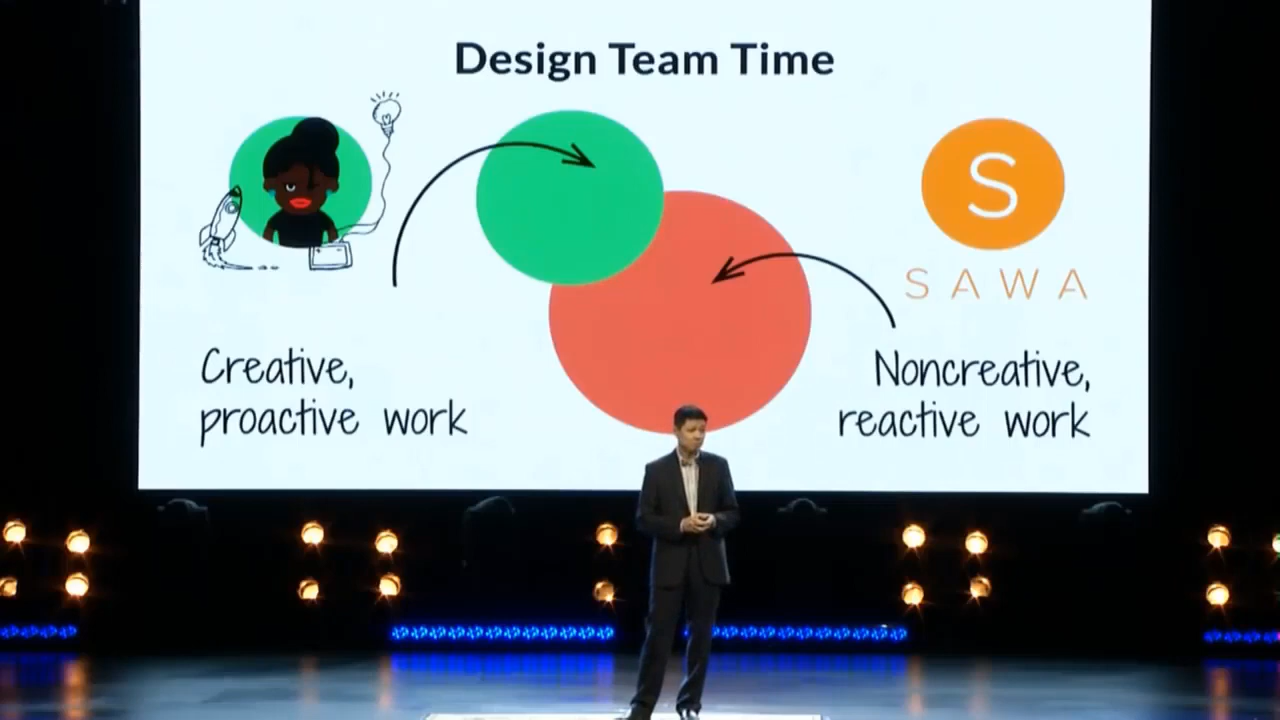 Design Team Time
S
SAWA
Creative,
proactive work
Noncreative,
reactive work